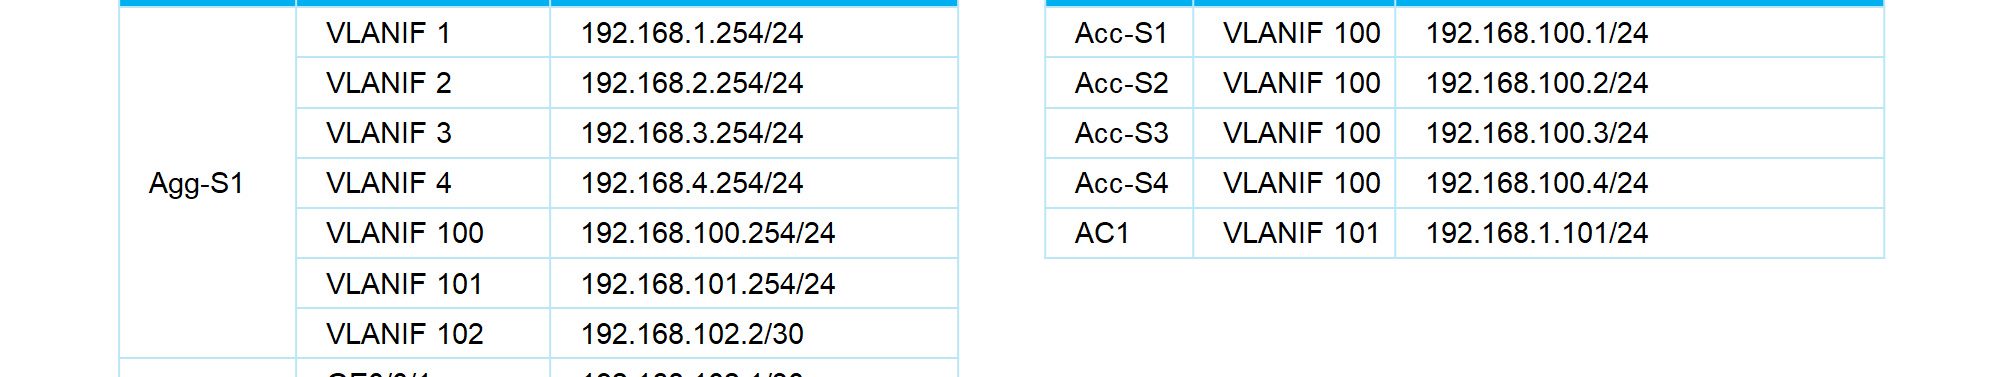 VLANIF 1 192.168.1.254/24
VLANIF 2 192.168.2.254/24
VLANIF 3 192.168.3.254/24
Agg-S1 VLANIF 4 192.168.4.254/24
VLANIF 100 192.168.100.254/24
VLANIF 101 192.168.101.254/24
VLANIF 102 192.168.102.2/30
Acc-S1 VLANIF 100 192.168.100.1/24
Acc-S2 VLANIF 100 192.168.100.2/24
Acc-S3 VLANIF 100 192.168.100.3/24
Acc-S4 VLANIF 100 192.168.100.4/24
AC1 VLANIF 101 192.168.1.101/24